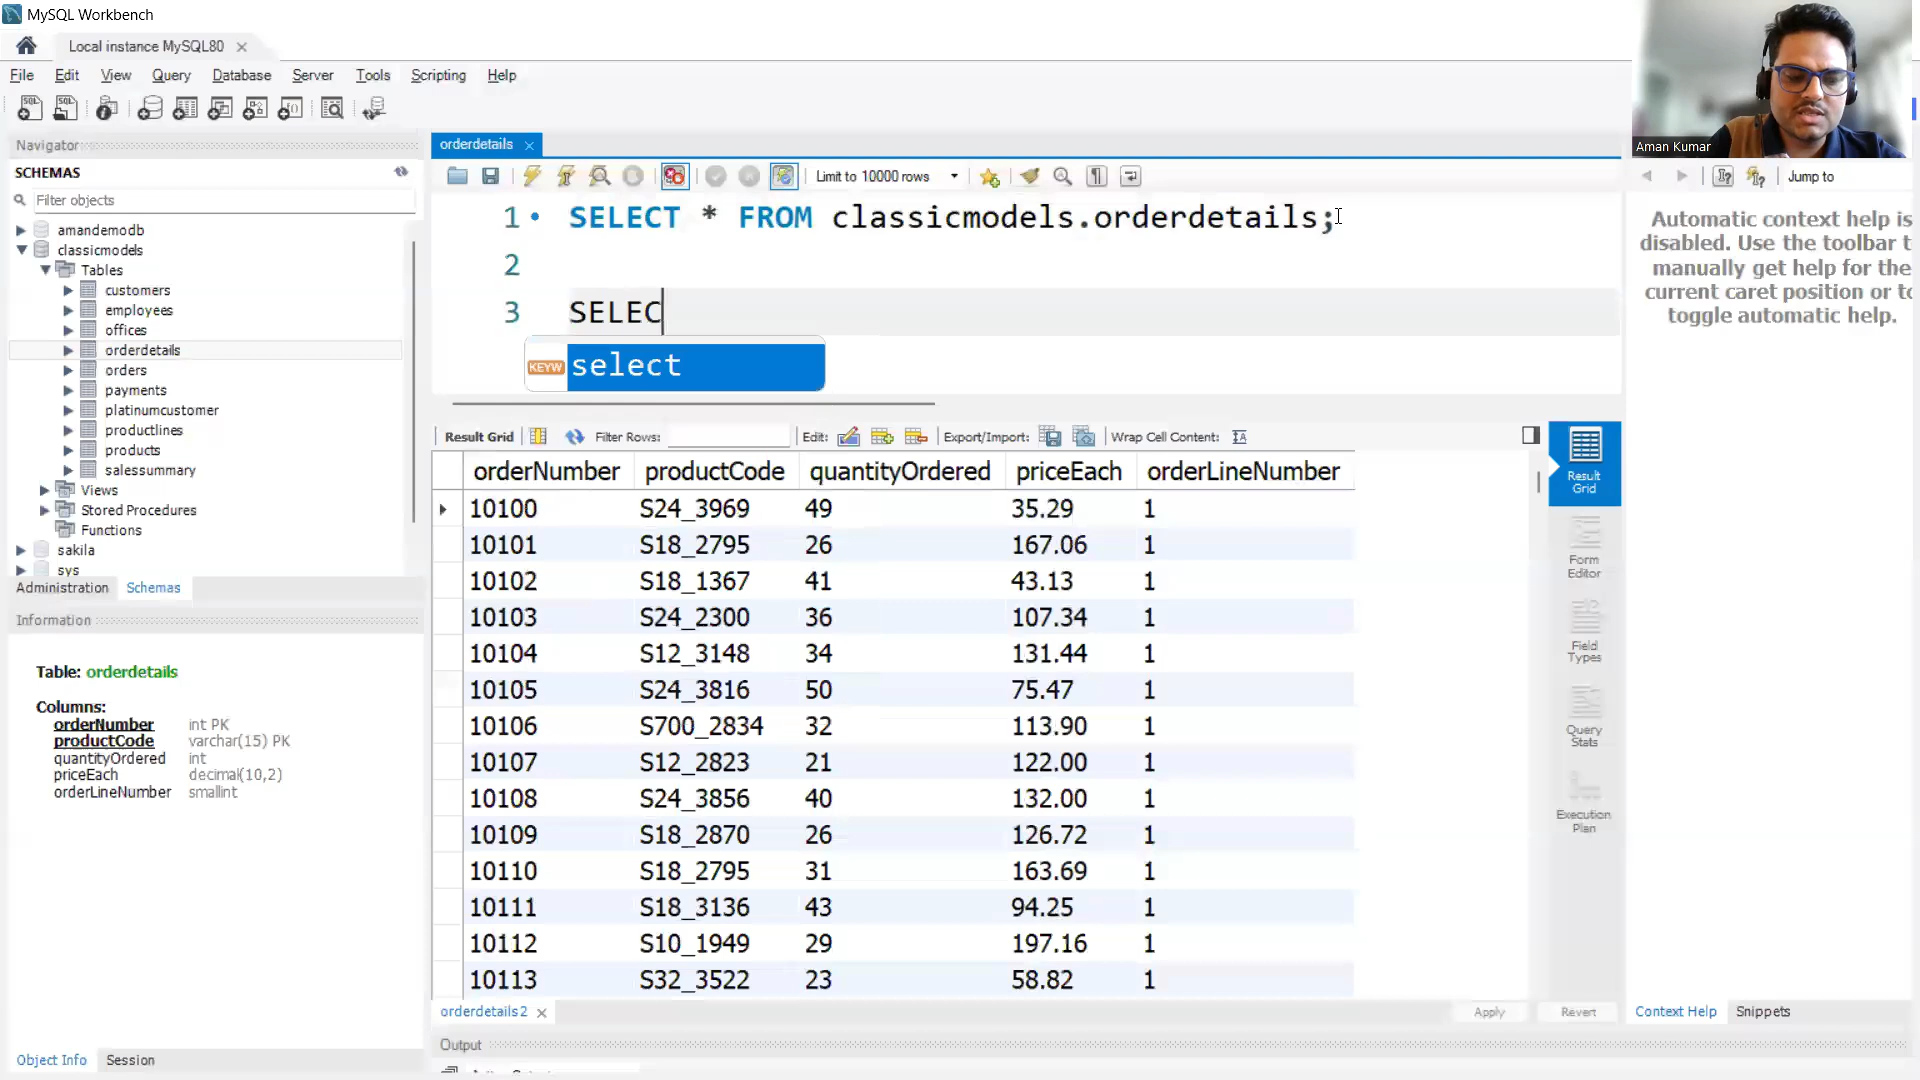 MySQL Workbench
Local instance MySQL80
File Edit View Query Database Server Tools Scripting Help
Navigator
SCHEMAS
Filter objects
amandemodb
classicmodels
Tables
customers
employees
offices
orderdetails
orders
payments
platinumcustomer
productlines
products
salessummary
Views
Stored Procedures
Functions
sakila
sys
Administration Schemas
Information
Table: orderdetails
Columns:
orderNumber int PK
productCode varchar(15) PK
quantityOrdered int
priceEach decimal(10,2)
orderLineNumber smallint
Object Info Session
orderdetails
Limit to 10000 rows
1 SELECT * FROM classicmodels.orderdetails;
2
3 SELEC
KEYW select
Result Grid Filter Rows: Edit: Export/Import: Wrap Cell Content:
orderNumber productCode quantityOrdered priceEach orderLineNumber
10100 S24_3969 49 35.29 1
10101 S18_2795 26 167.06 1
10102 S18_1367 41 43.13 1
10103 S24_2300 36 107.34 1
10104 S12_3148 34 131.44 1
10105 S24_3816 50 75.47 1
10106 S700_2834 32 113.90 1
10107 S12_2823 21 122.00 1
10108 S24_3856 40 132.00 1
10109 S18_2870 26 126.72 1
10110 S18_2795 31 163.69 1
10111 S18_3136 43 94.25 1
10112 S10_1949 29 197.16 1
10113 S32_3522 23 58.82 1
orderdetails 2
Apply Revert
Output
Result
Grid
Form
Editor
Field
Types
Query
Stats
Execution
Plan
Aman Kumar
Jump to
Automatic context help is
disabled. Use the toolbar t
manually get help for the
current caret position or to
toggle automatic help.
Context Help Snippets